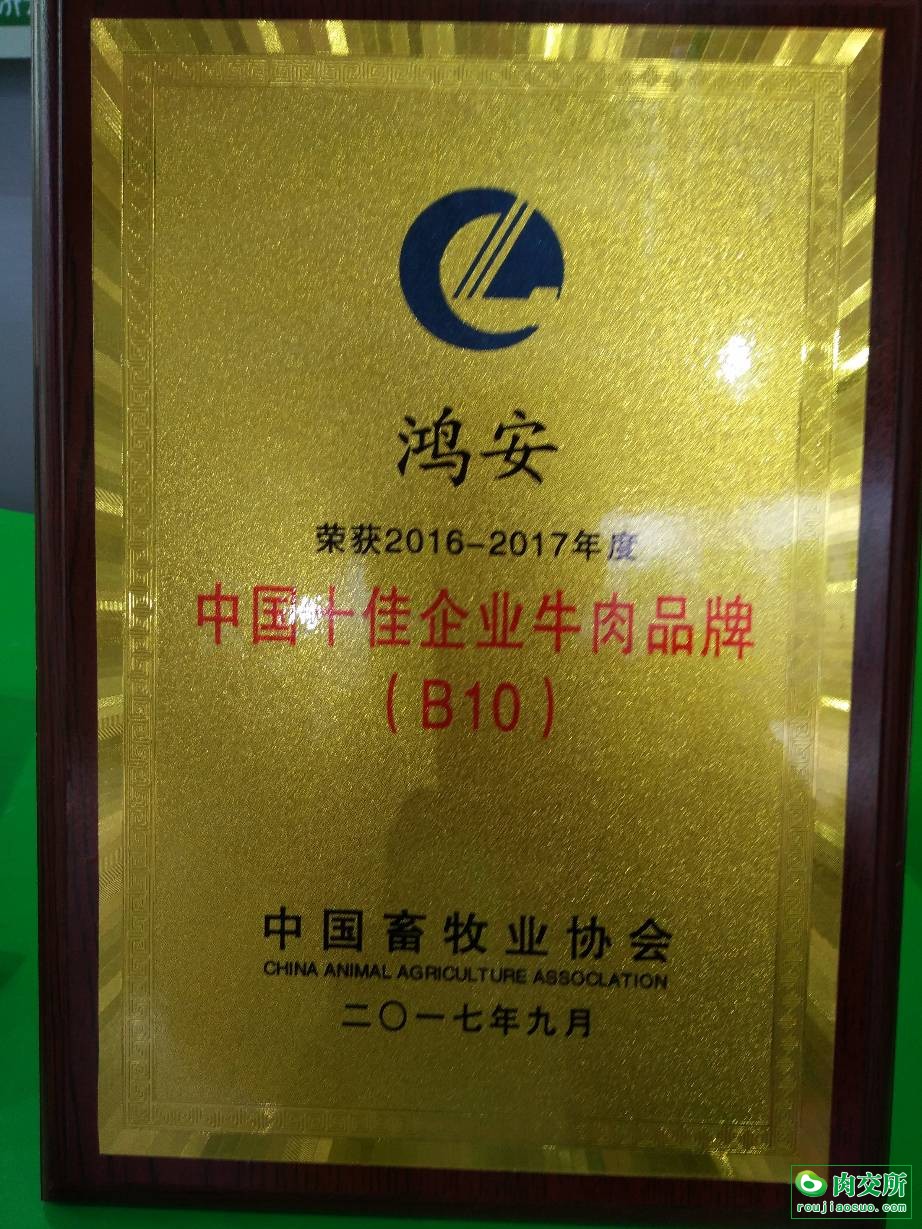 鸿安
荣获2016-2017年度
中国十佳企业牛肉品牌
(B10)
中国畜牧业协会
CHINA ANIMAL AGRICULTURE ASSOCLATION
二〇一七年九月
肉交所
roujiaosuo.com